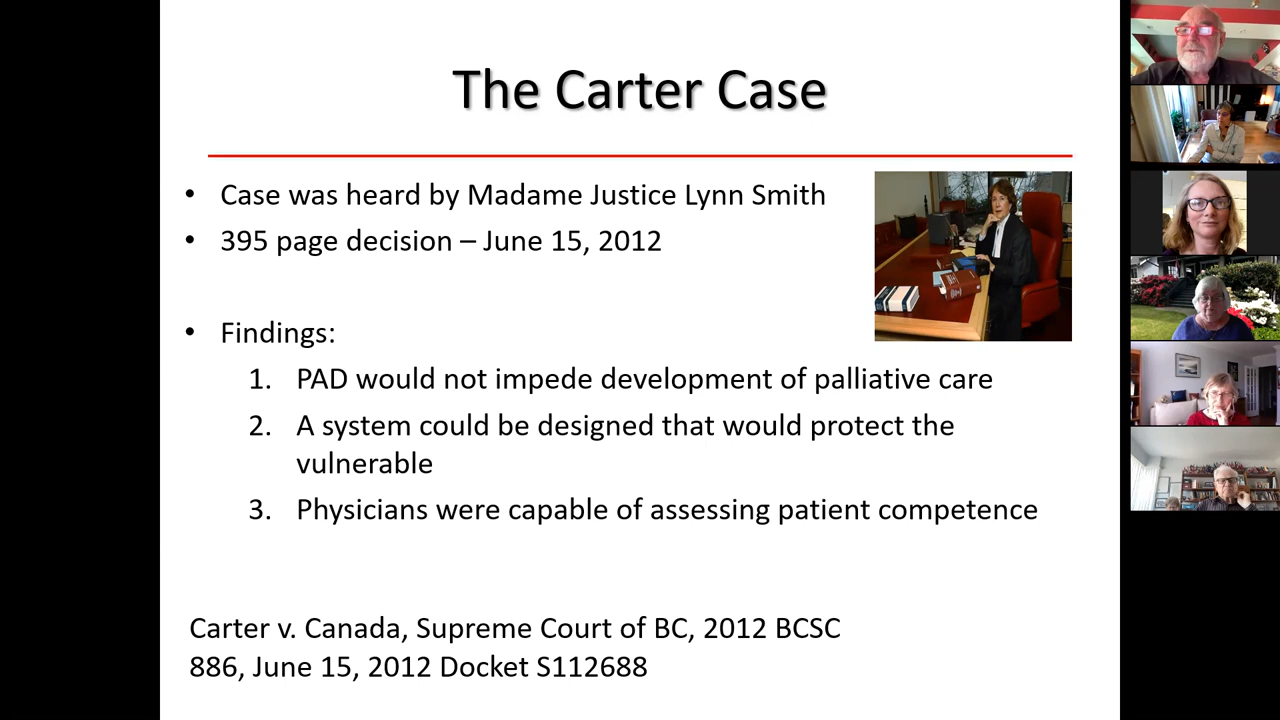 The Carter Case
• Case was heard by Madame Justice Lynn Smith
• 395 page decision – June 15, 2012
• Findings:
1. PAD would not impede development of palliative care
2. A system could be designed that would protect the
vulnerable
3. Physicians were capable of assessing patient competence
Carter v. Canada, Supreme Court of BC, 2012 BCSC
886, June 15, 2012 Docket S112688